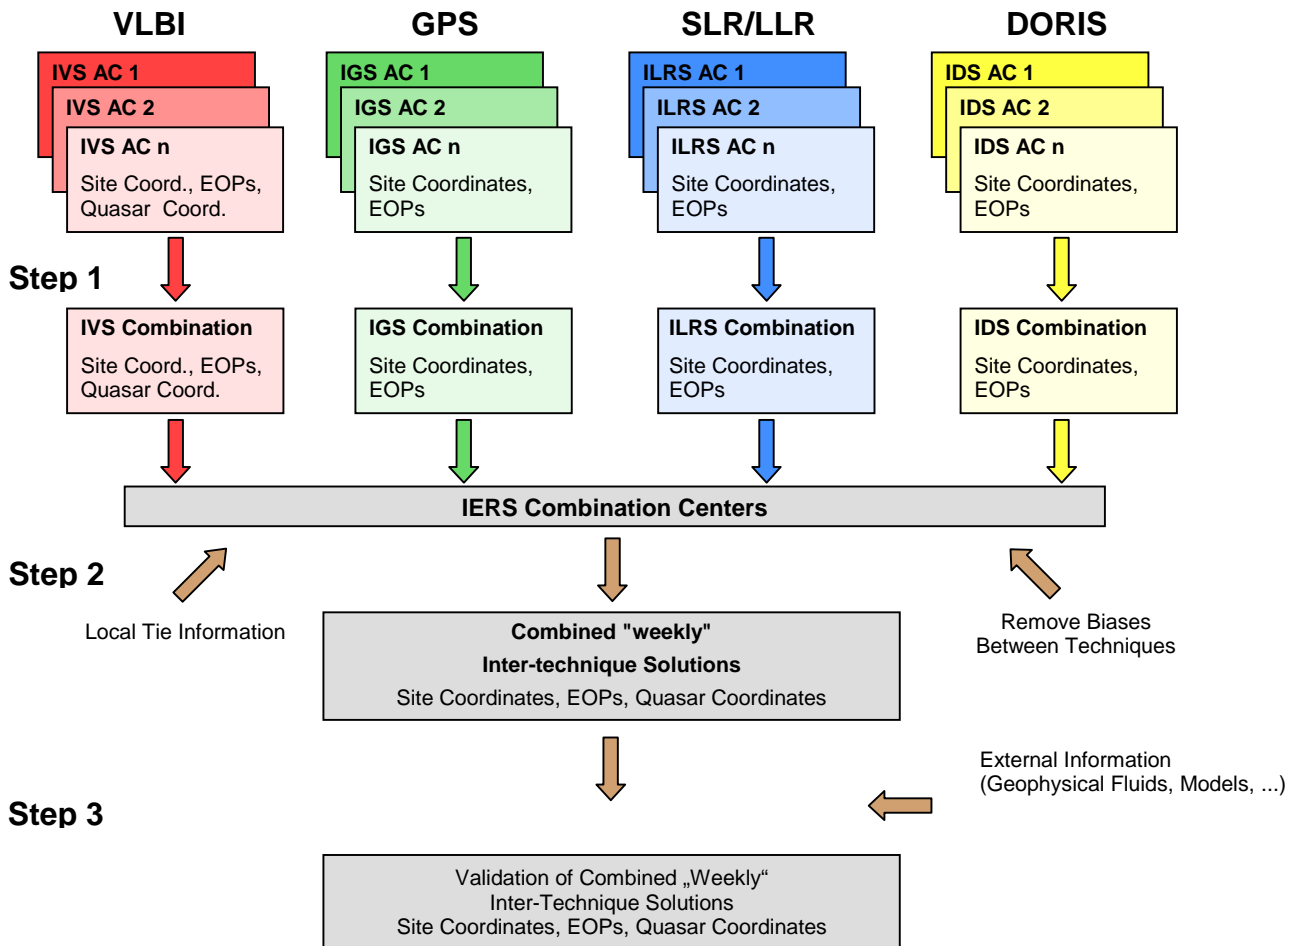 VLBI
GPS
SLR/LLR
DORIS
IVS AC 1
IVS AC 2
IVS AC n
Site Coord., EOPs,
Quasar Coord.
IGS AC 1
IGS AC 2
IGS AC n
Site Coordinates,
EOPs
ILRS AC 1
ILRS AC 2
ILRS AC n
Site Coordinates,
EOPs
IDS AC 1
IDS AC 2
IDS AC n
Site Coordinates,
EOPs
Step 1
IVS Combination
Site Coord., EOPs,
Quasar Coord.
IGS Combination
Site Coordinates,
EOPs
ILRS Combination
Site Coordinates,
EOPs
IDS Combination
Site Coordinates,
EOPs
IERS Combination Centers
Step 2
Local Tie Information
Combined "weekly"
Inter-technique Solutions
Site Coordinates, EOPs, Quasar Coordinates
Remove Biases
Between Techniques
External Information
(Geophysical Fluids, Models, ...)
Step 3
Validation of Combined „Weekly“
Inter-Technique Solutions
Site Coordinates, EOPs, Quasar Coordinates